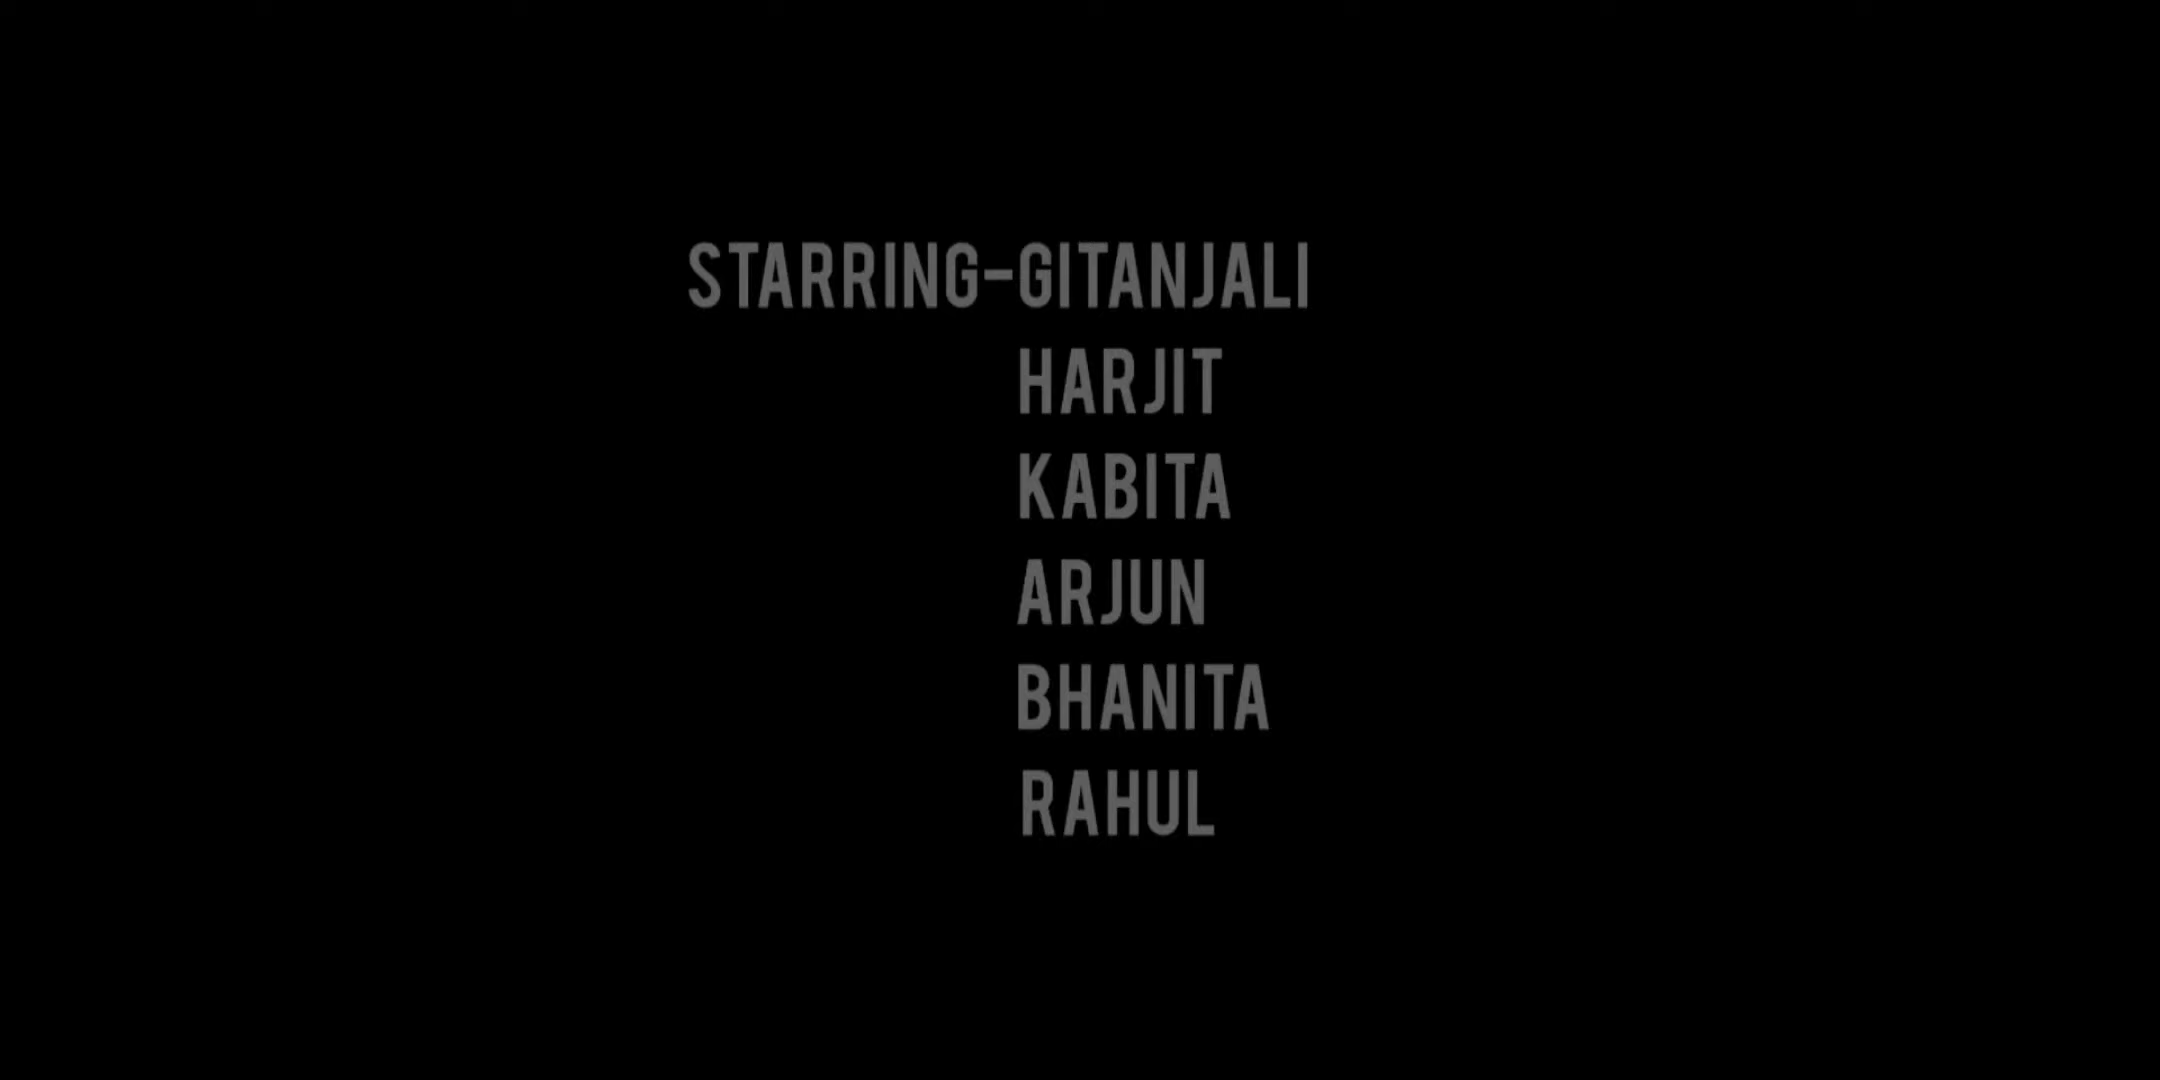 STARRING-GITANJALI
HARJIT
KABITA
ARJUN
BHANITA
RAHUL